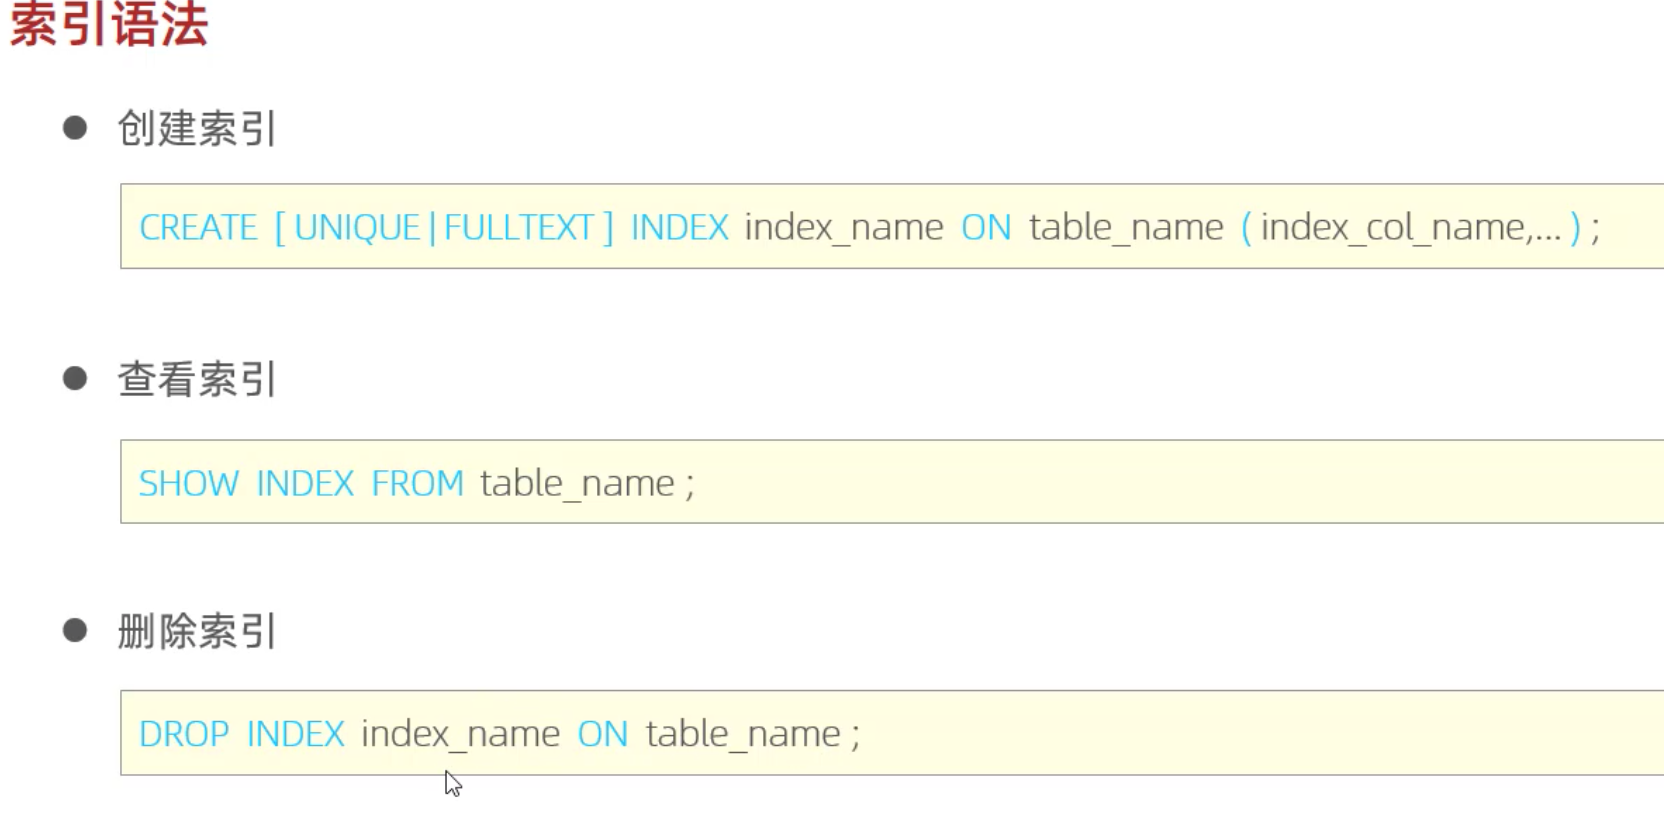 索引语法
创建索引
CREATE [ UNIQUE | FULLTEXT ] INDEX index_name ON table_name ( index_col_name,... ) ;
查看索引
SHOW INDEX FROM table_name ;
删除索引
DROP INDEX index_name ON table_name ;